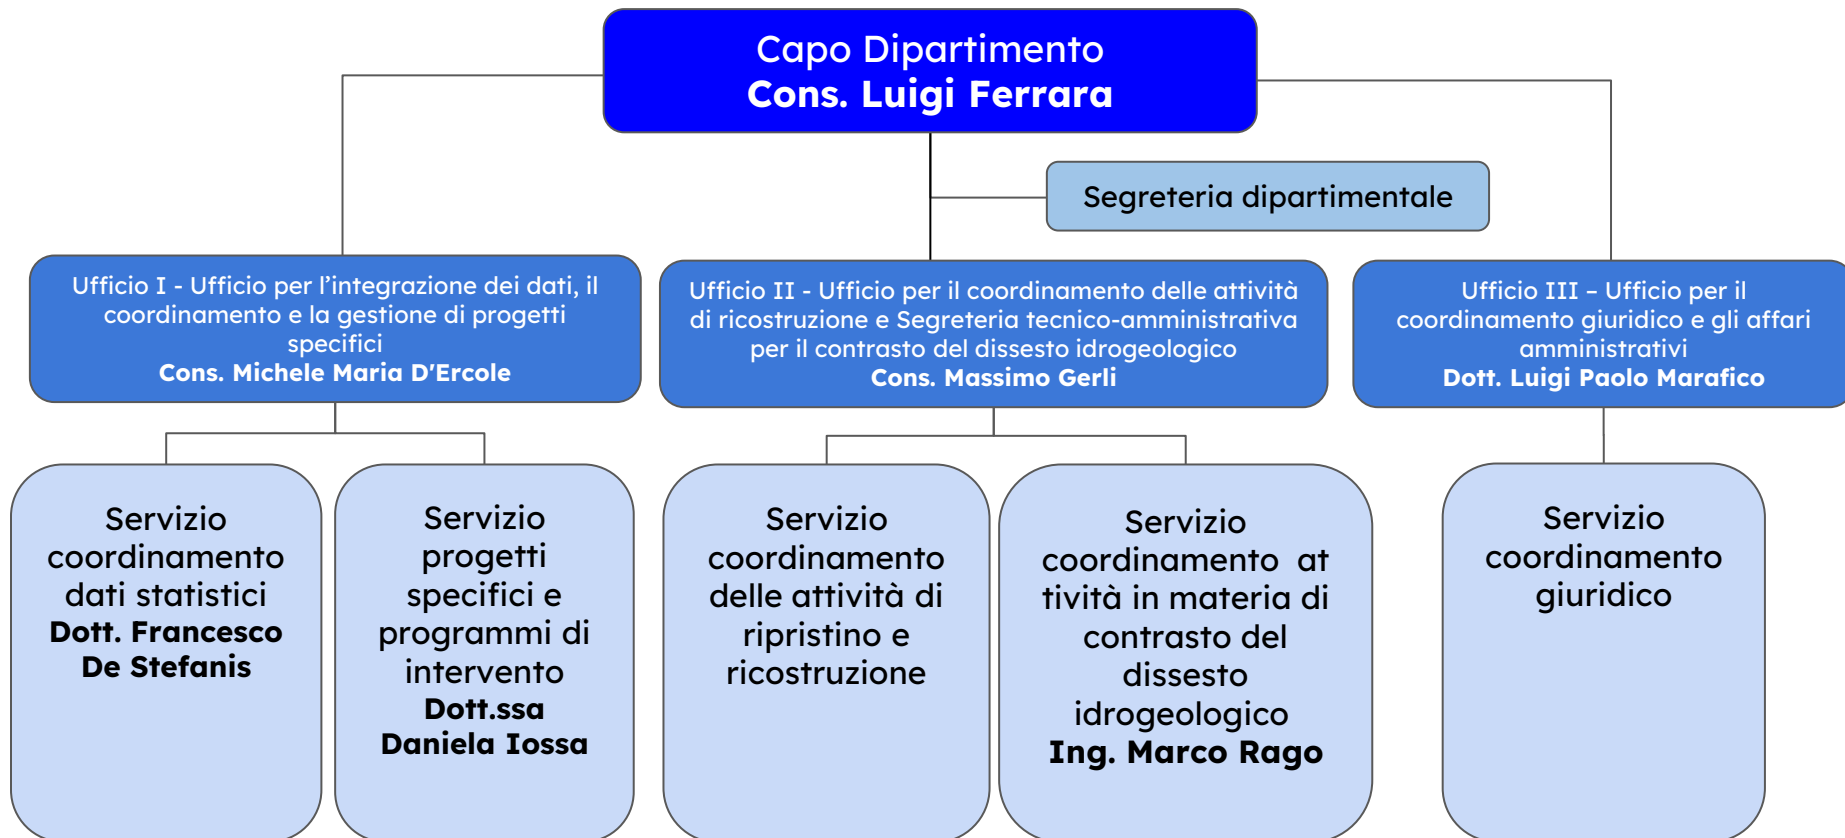 Capo Dipartimento
Cons. Luigi Ferrara
Segreteria dipartimentale
Ufficio I - Ufficio per l’integrazione dei dati, il
coordinamento e la gestione di progetti
specifici
Cons. Michele Maria D'Ercole
Ufficio II - Ufficio per il coordinamento delle attività
di ricostruzione e Segreteria tecnico-amministrativa
per il contrasto del dissesto idrogeologico
Cons. Massimo Gerli
Ufficio III – Ufficio per il
coordinamento giuridico e gli affari
amministrativi
Dott. Luigi Paolo Marafico
Servizio
coordinamento
dati statistici
Dott. Francesco
De Stefanis
Servizio
progetti
specifici e
programmi di
intervento
Dott.ssa
Daniela Iossa
Servizio
coordinamento
delle attività di
ripristino e
ricostruzione
Servizio
coordinamento at
tività in materia di
contrasto del
dissesto
idrogeologico
Ing. Marco Rago
Servizio
coordinamento
giuridico